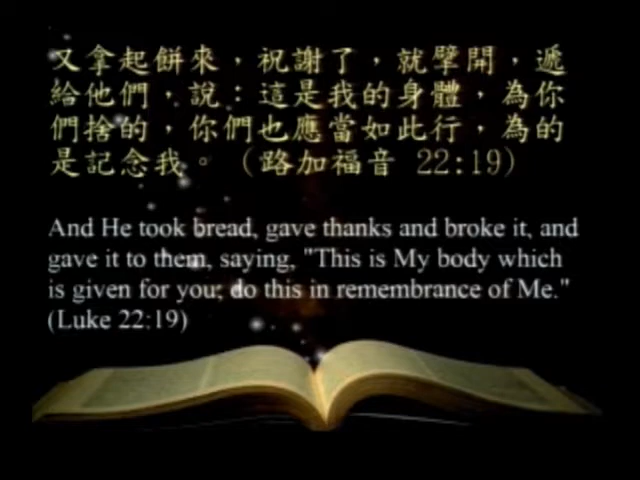 又拿起餅來，祝謝了，就擘開，遞
給他們，說：這是我的身體，為你
們捨的，你們也應當如此行，為的
是記念我。（路加福音 22:19）
And He took bread, gave thanks and broke it, and
gave it to them, saying, "This is My body which
is given for you; do this in remembrance of Me."
(Luke 22:19)